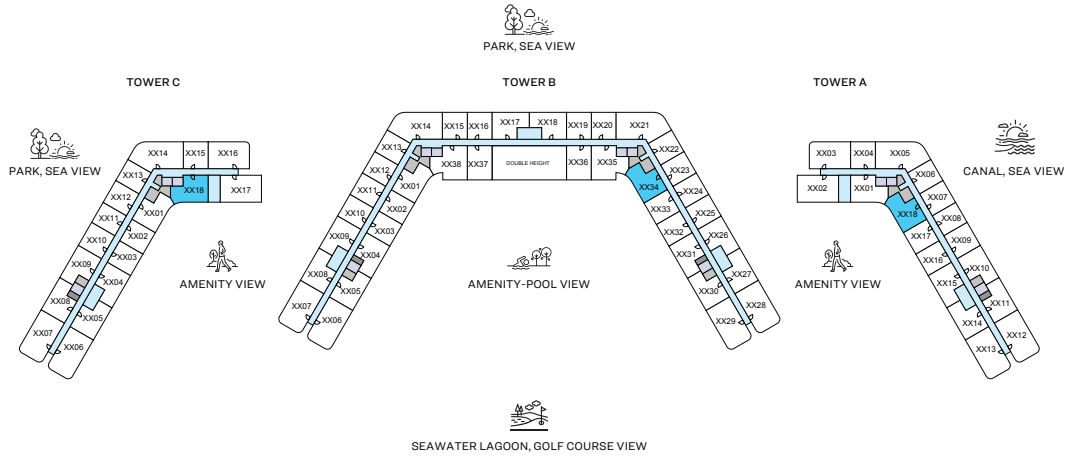 PARK, SEA VIEW
TOWER C
TOWER B
TOWER A
PARK, SEA VIEW
CANAL, SEA VIEW
XX14
XX15
XX16
XX13
XX18
XX17
XX12
XX01
XX11
XX02
XX10
XX03
XX09
XX04
XX08
XX05
XX07
XX06
AMENITY VIEW
XX14
XX15
XX16
XX17
XX18
XX19
XX20
XX21
XX13
XX38
XX37
DOUBLE HEIGHT
XX36
XX35
XX22
XX12
XX01
XX34
XX23
XX11
XX02
XX33
XX24
XX10
XX03
XX32
XX25
XX09
XX04
XX31
XX26
XX08
XX05
XX30
XX27
XX07
XX06
XX29
XX28
AMENITY-POOL VIEW
XX03
XX04
XX05
XX02
XX01
XX06
XX18
XX07
XX17
XX08
XX16
XX09
XX15
XX10
XX14
XX11
XX13
XX12
AMENITY VIEW
SEAWATER LAGOON, GOLF COURSE VIEW